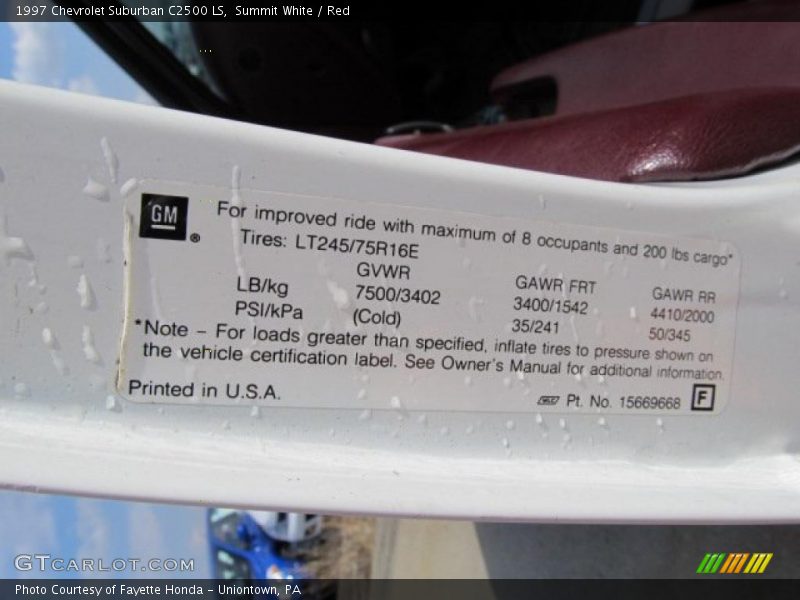 1997 Chevrolet Suburban C2500 LS, Summit White / Red
GM
®
For improved ride with maximum of 8 occupants and 200 lbs cargo*
Tires: LT245/75R16E
GVWR GAWR FRT GAWR RR
LB/kg 7500/3402 3400/1542 4410/2000
PSI/kPa (Cold) 35/241 50/345
*Note – For loads greater than specified, inflate tires to pressure shown on
the vehicle certification label. See Owner's Manual for additional information.
Printed in U.S.A.
Pt. No. 15669668 F
GTCarlot.com
Photo Courtesy of Fayette Honda - Uniontown, PA